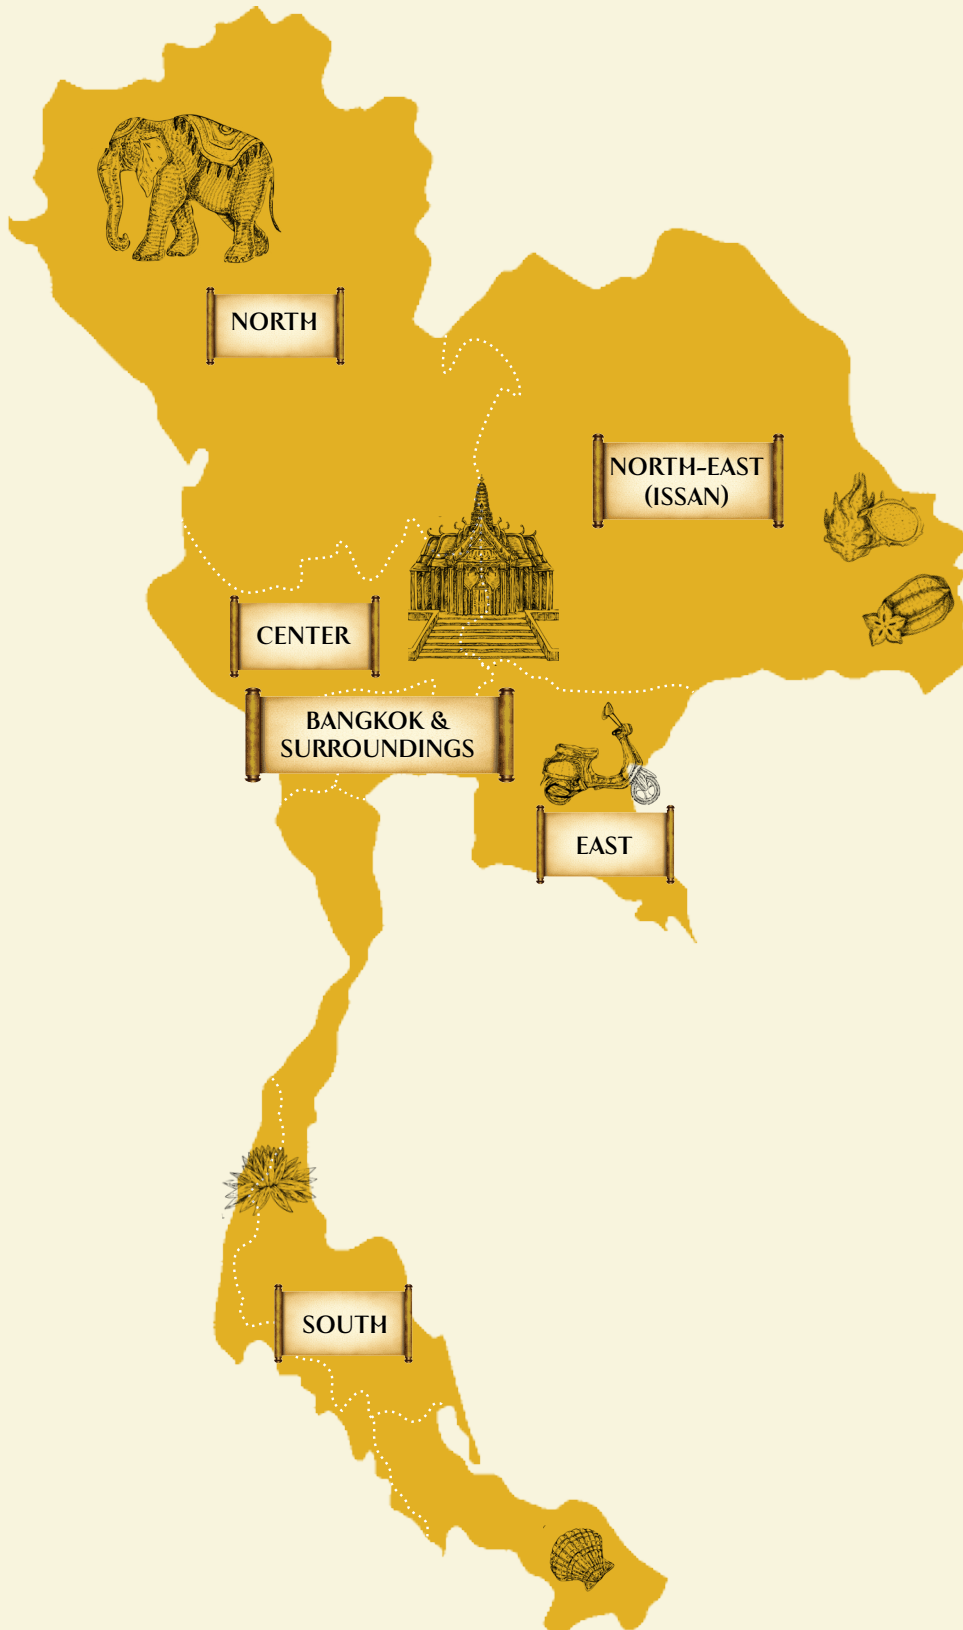 NORTH
NORTH-EAST
(ISSAN)
CENTER
BANGKOK &
SURROUNDINGS
EAST
SOUTH